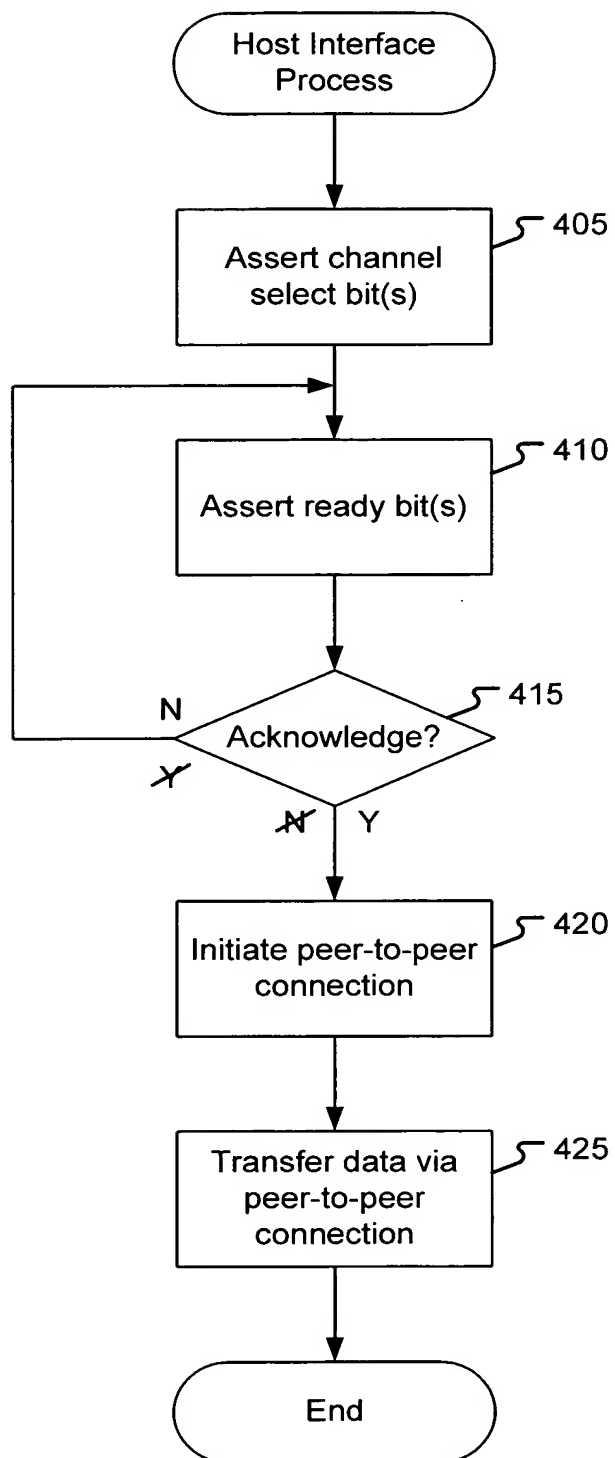 Host Interface
Process
405
Assert channel
select bit(s)
410
Assert ready bit(s)
415
N
Acknowledge?
Y
N Y
420
Initiate peer-to-peer
connection
425
Transfer data via
peer-to-peer
connection
End